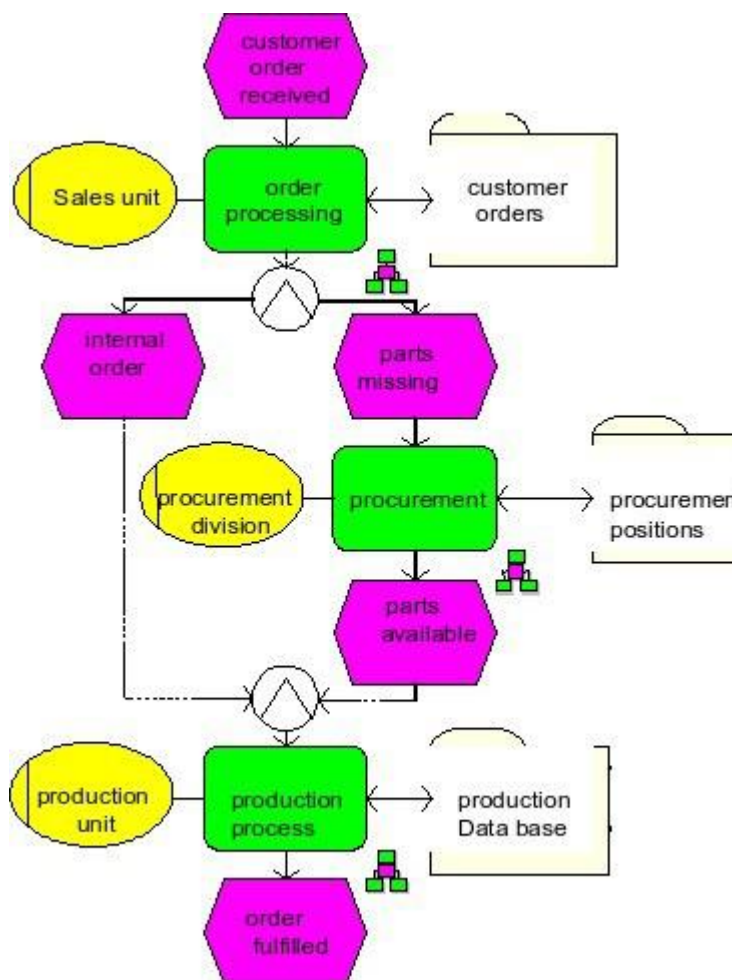 customer
order
received
Sales unit
order
processing
customer
orders
internal
order
parts
missing
procurement
division
procurement
procuremen
positions
parts
available
production
unit
production
process
production
Data base
order
fulfilled